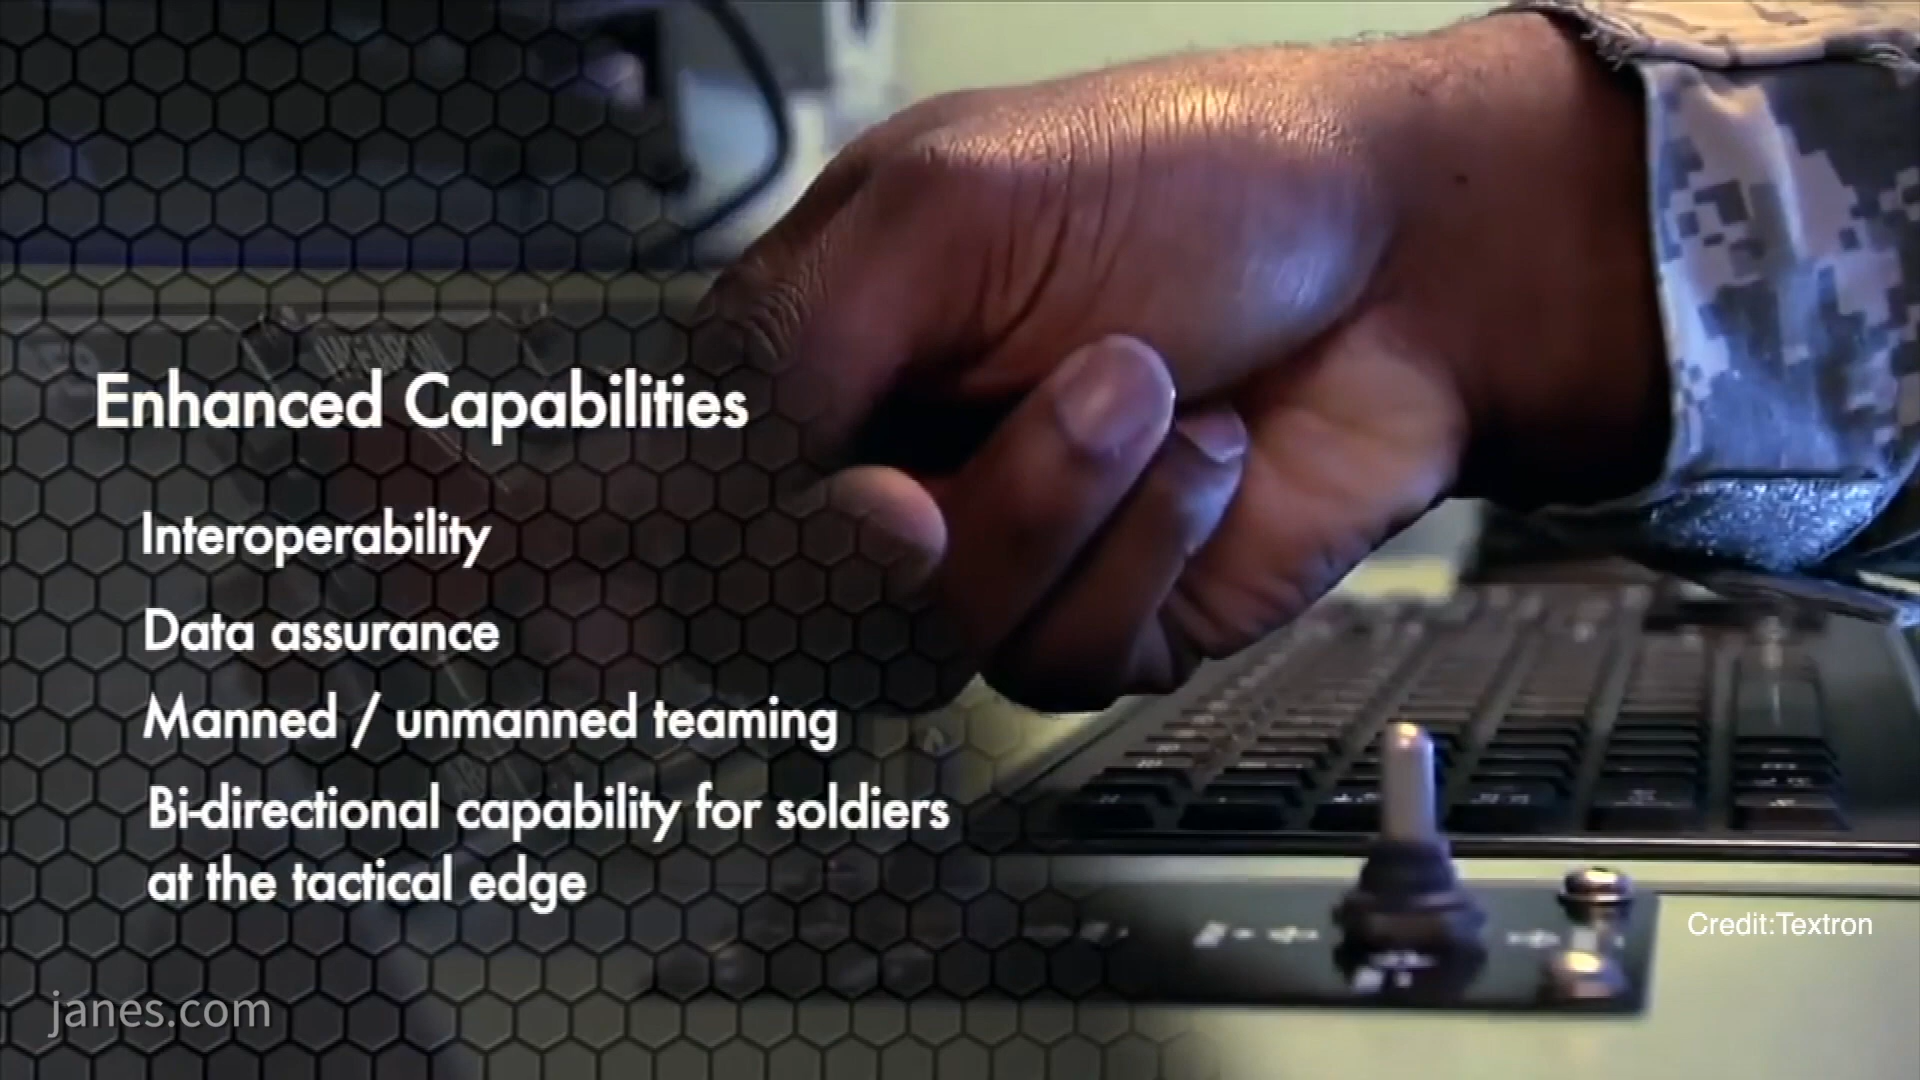 Enhanced Capabilities
Interoperability
Data assurance
Manned / unmanned teaming
Bi-directional capability for soldiers
at the tactical edge
Credit:Textron
janes.com